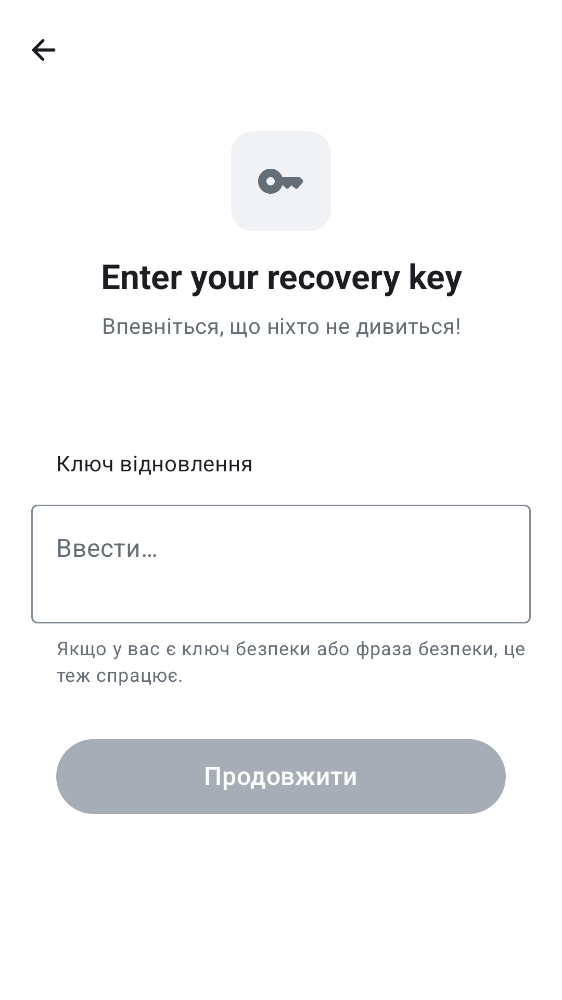 Enter your recovery key
Впевніться, що ніхто не дивиться!
Ключ відновлення
Ввести…
Якщо у вас є ключ безпеки або фраза безпеки, це
теж спрацює.
Продовжити